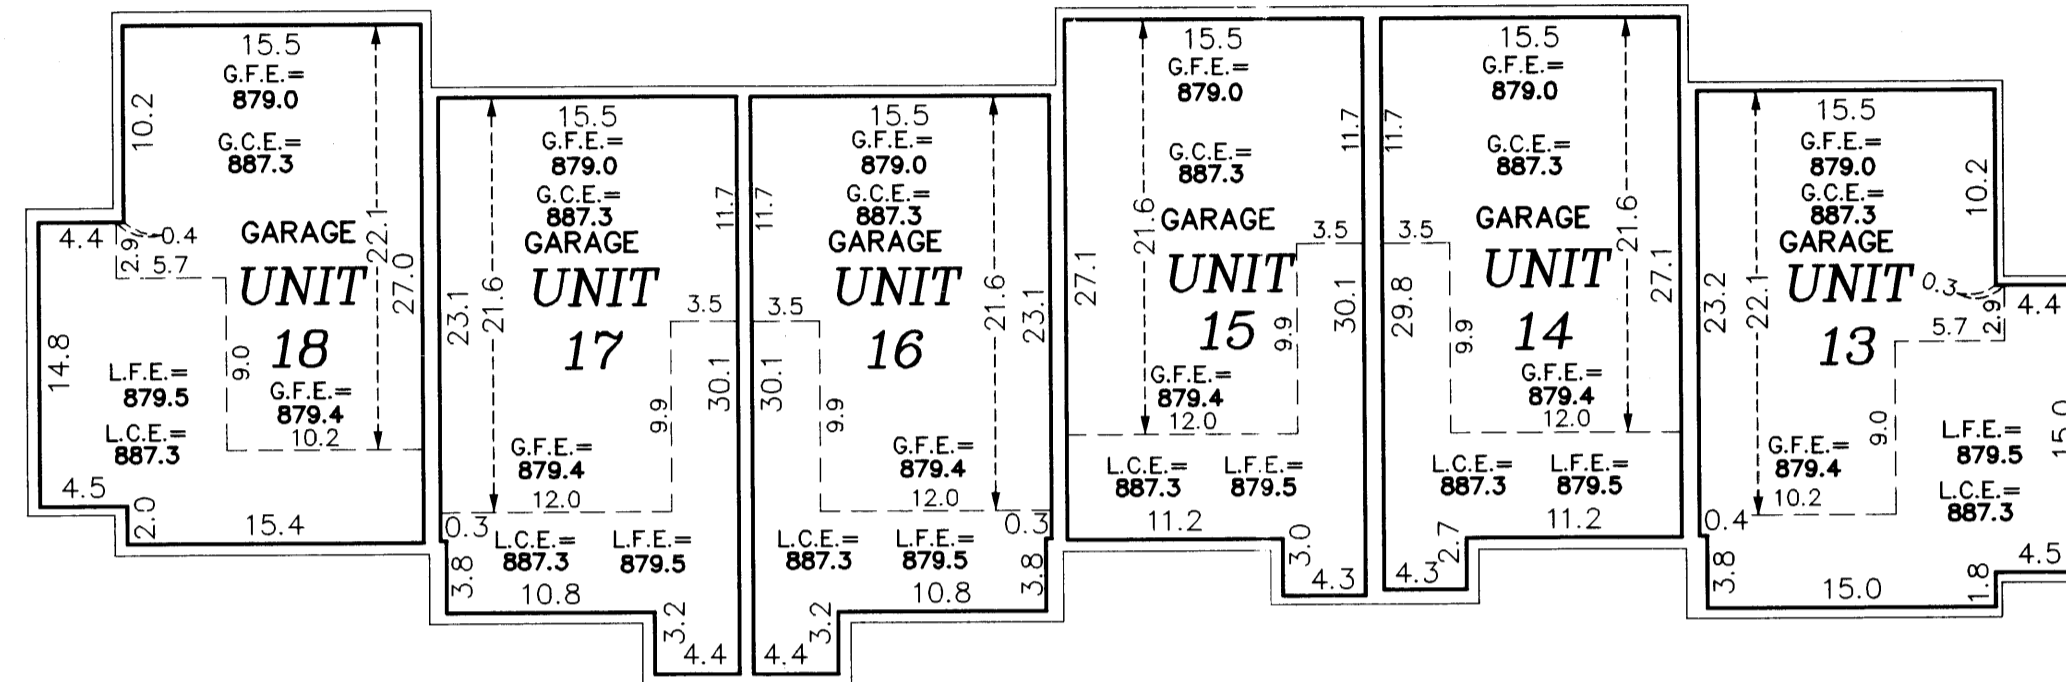 15.5
G.F.E.=
879.0
10.2
G.C.E.=
887.3
22.1
27.0
4.4
0.4
2.9
5.7
GARAGE
UNIT
18
14.8
9.0
L.F.E.=
879.5
L.C.E.=
887.3
G.F.E.=
879.4
10.2
4.5
2.0
15.4
15.5
G.F.E.=
879.0
G.C.E.=
887.3
11.7
GARAGE
UNIT
17
23.1
21.6
3.5
9.9
30.1
G.F.E.=
879.4
12.0
0.3
L.C.E.=
887.3
L.F.E.=
879.5
3.8
10.8
3.2
4.4
15.5
G.F.E.=
879.0
G.C.E.=
887.3
11.7
GARAGE
UNIT
16
21.6
23.1
3.5
30.1
9.9
G.F.E.=
879.4
12.0
0.3
L.C.E.=
887.3
L.F.E.=
879.5
3.8
10.8
3.2
4.4
15.5
G.F.E.=
879.0
11.7
G.C.E.=
887.3
GARAGE
21.6
3.5
27.1
UNIT
15
9.9
30.1
G.F.E.=
879.4
12.0
L.C.E.=
887.3
L.F.E.=
879.5
11.2
3.0
4.3
15.5
G.F.E.=
879.0
11.7
G.C.E.=
887.3
GARAGE
21.6
3.5
UNIT
14
27.1
29.8
9.9
G.F.E.=
879.4
12.0
L.C.E.=
887.3
L.F.E.=
879.5
11.2
2.7
4.3
15.5
G.F.E.=
879.0
G.C.E.=
887.3
10.2
GARAGE
UNIT
13
23.2
22.1
0.3
4.4
2.9
5.7
9.0
15.0
G.F.E.=
879.4
10.2
L.F.E.=
879.5
L.C.E.=
887.3
0.4
3.8
15.0
1.8
4.5